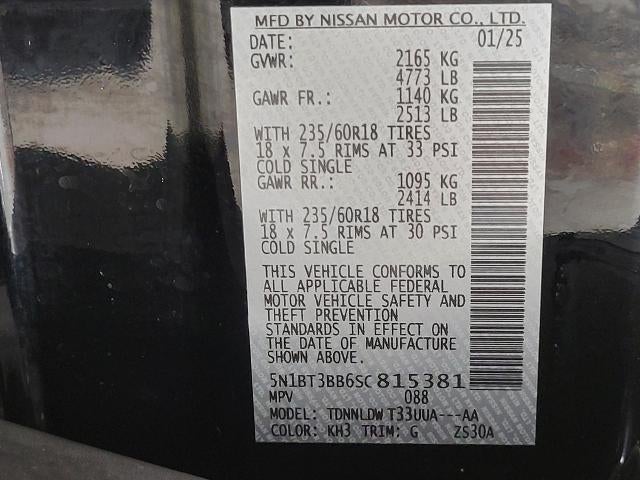 MFD BY NISSAN MOTOR CO., LTD.
DATE: 01/25
GVWR: 2165 KG
4773 LB
GAWR FR.: 1140 KG
2513 LB
WITH 235/60R18 TIRES
18 x 7.5 RIMS AT 33 PSI
COLD SINGLE
GAWR RR.: 1095 KG
2414 LB
WITH 235/60R18 TIRES
18 x 7.5 RIMS AT 30 PSI
COLD SINGLE
THIS VEHICLE CONFORMS TO
ALL APPLICABLE FEDERAL
MOTOR VEHICLE SAFETY AND
THEFT PREVENTION
STANDARDS IN EFFECT ON
THE DATE OF MANUFACTURE
SHOWN ABOVE.
5N1BT3BB6SC815381
MPV 088
MODEL: TDNNLDW T33UUA---AA
COLOR: KH3 TRIM: G ZS30A